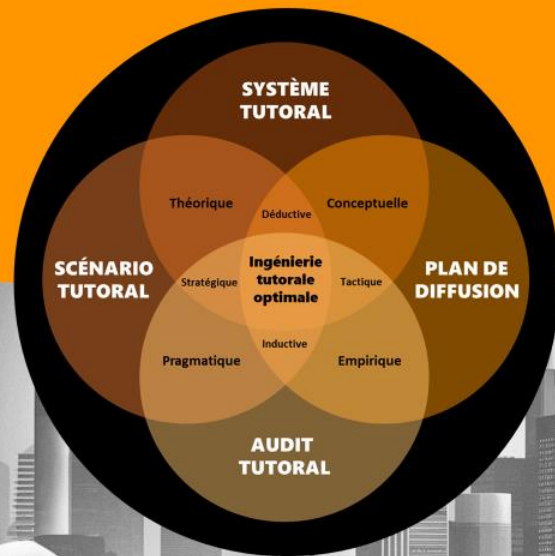 SYSTÈME
TUTORAL
Théorique
Déductive
Conceptuelle
SCÉNARIO
TUTORAL
Stratégique
Ingénierie
tutorale
optimale
Tactique
PLAN DE
DIFFUSION
Pragmatique
Inductive
Empirique
AUDIT
TUTORAL